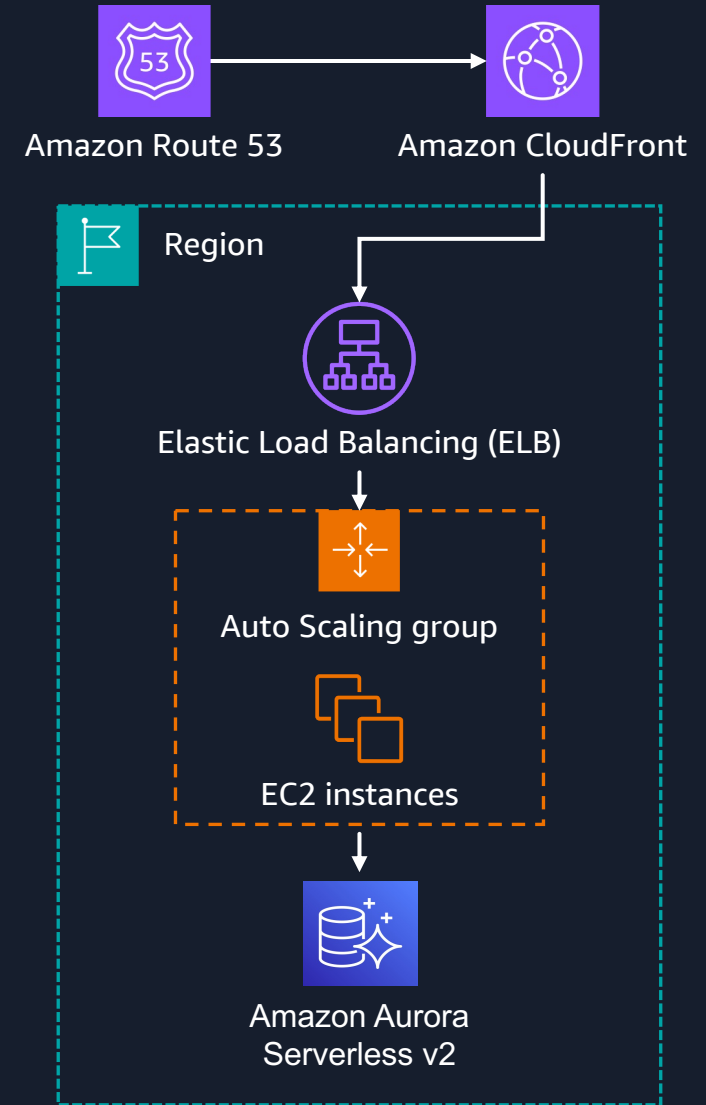 53
Amazon Route 53
Amazon CloudFront
Region
Elastic Load Balancing (ELB)
Auto Scaling group
EC2 instances
Amazon Aurora
Serverless v2